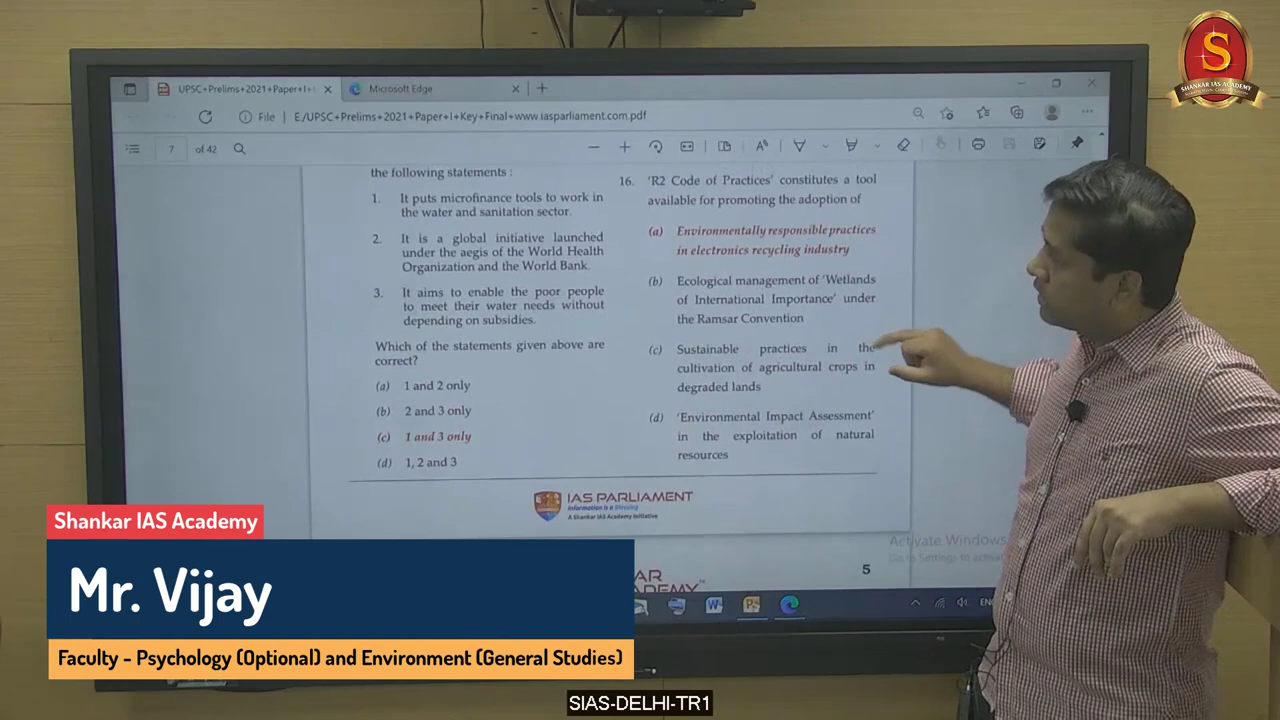 UPSC+Prelims+2021+Paper+I+
Microsoft Edge
File
E/UPSC+Prelims+2021+Paper+I+Key+Final+www.iasparliament.com.pdf
7 of 42
the following statements :
1. It puts microfinance tools to work in
the water and sanitation sector.
2. It is a global initiative launched
under the aegis of the World Health
Organization and the World Bank.
3. It aims to enable the poor people
to meet their water needs without
depending on subsidies.
Which of the statements given above are
correct?
(a) 1 and 2 only
(b) 2 and 3 only
(c) 1 and 3 only
(d) 1, 2 and 3
16. 'R2 Code of Practices' constitutes a tool
available for promoting the adoption of
(a) Environmentally responsible practices
in electronics recycling industry
(b) Ecological management of 'Wetlands
of International Importance' under
the Ramsar Convention
(c) Sustainable practices in the
cultivation of agricultural crops in
degraded lands
(d) 'Environmental Impact Assessment'
in the exploitation of natural
resources
IAS PARLIAMENT
Information is a Blessing
A Shankar IAS Academy Initiative
Activate Windows
Go to Settings to
5
S
SHANKAR IAS ACADEMY
Shankar IAS Academy
Mr. Vijay
Faculty - Psychology (Optional) and Environment (General Studies)
SIAS-DELHI-TR1